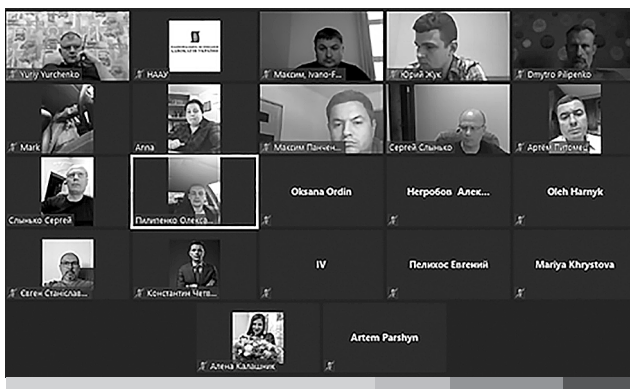 Yuriy Yurchenko
НААУ
Максим, Ivano-F...
Юрий Жук
Dmytro Pilipenko
Mark
Anna
Максим Панчен...
Сергей Слынько
Артём Питомец
Слынько Сергей
Пилипенко Олекса...
Oksana Ordin
Негробов Алек...
Oleh Harnyk
Євген Станіслав...
Константин Четв...
IV
Пелихос Евгений
Mariya Khrystova
Алена Калашник
Artem Parshyn